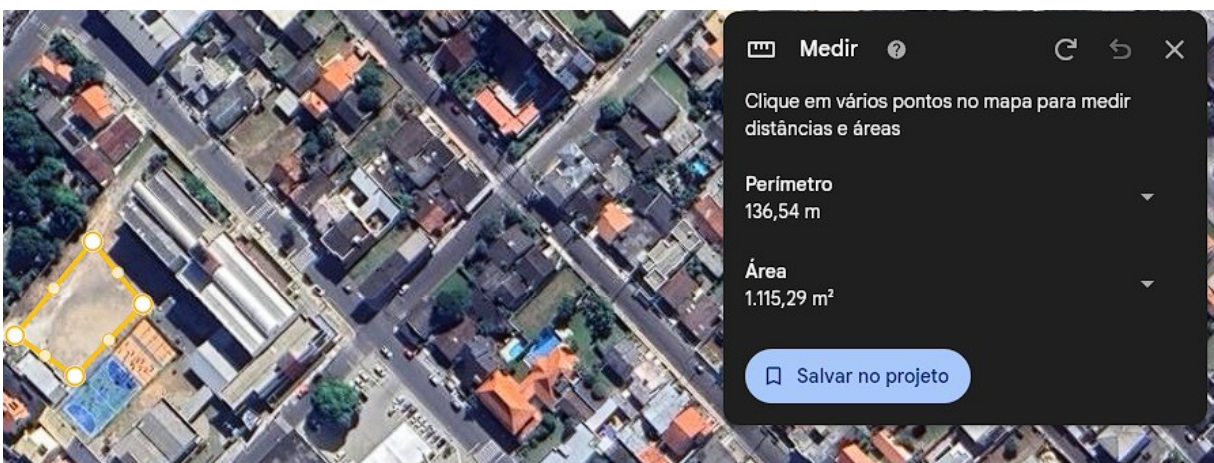 Medir
Clique em vários pontos no mapa para medir
distâncias e áreas
Perímetro
136,54 m
Área
1.115,29 m²
Salvar no projeto